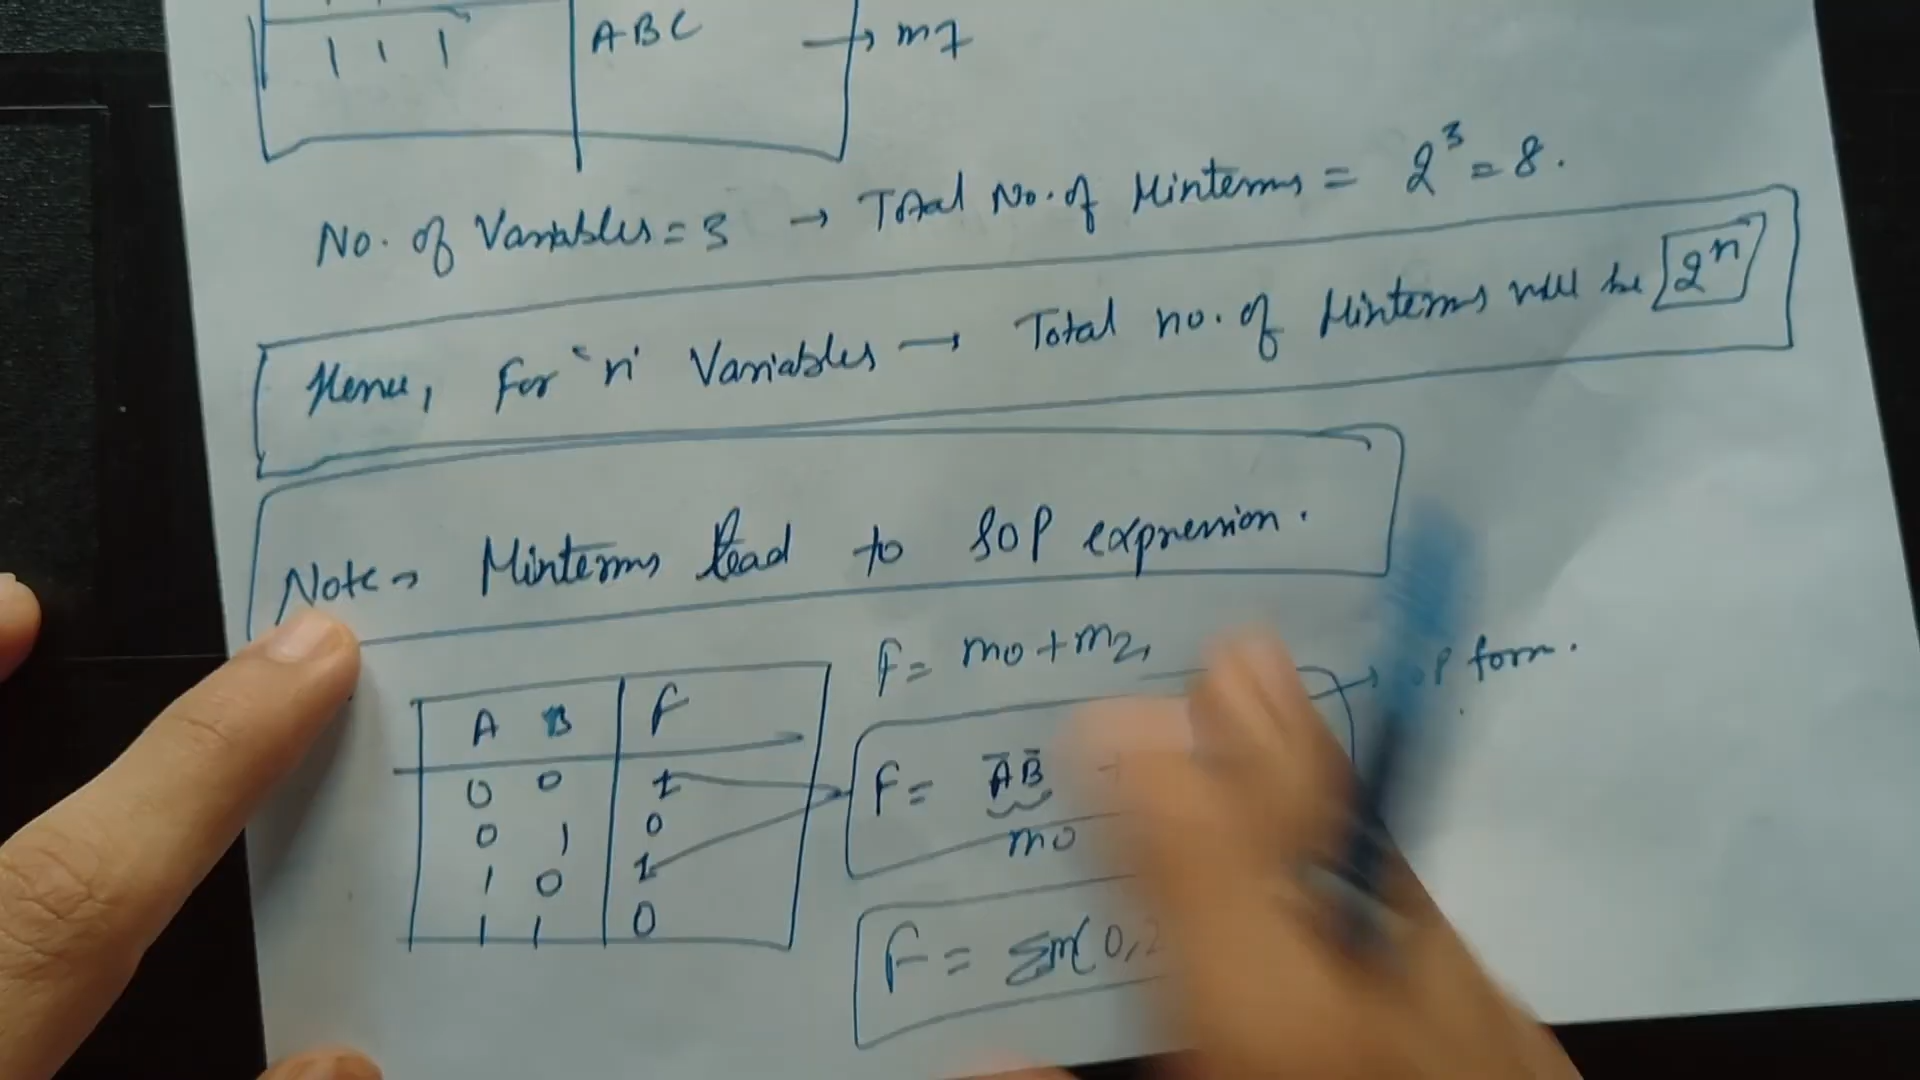 1 1 1 ABC → m7
No. of Variables = 3 → Total No. of Minterms = 2³ = 8.
Hence, For 'n' Variables → Total no. of Minterms will be 2ⁿ
Note → Minterms lead to SOP expression.
F = m0 + m2,
→ OP form.
A B F
0 0 1
0 1 0
1 0 1
1 1 0
F = A̅ B̅ +
m0
F = Σm(0,2